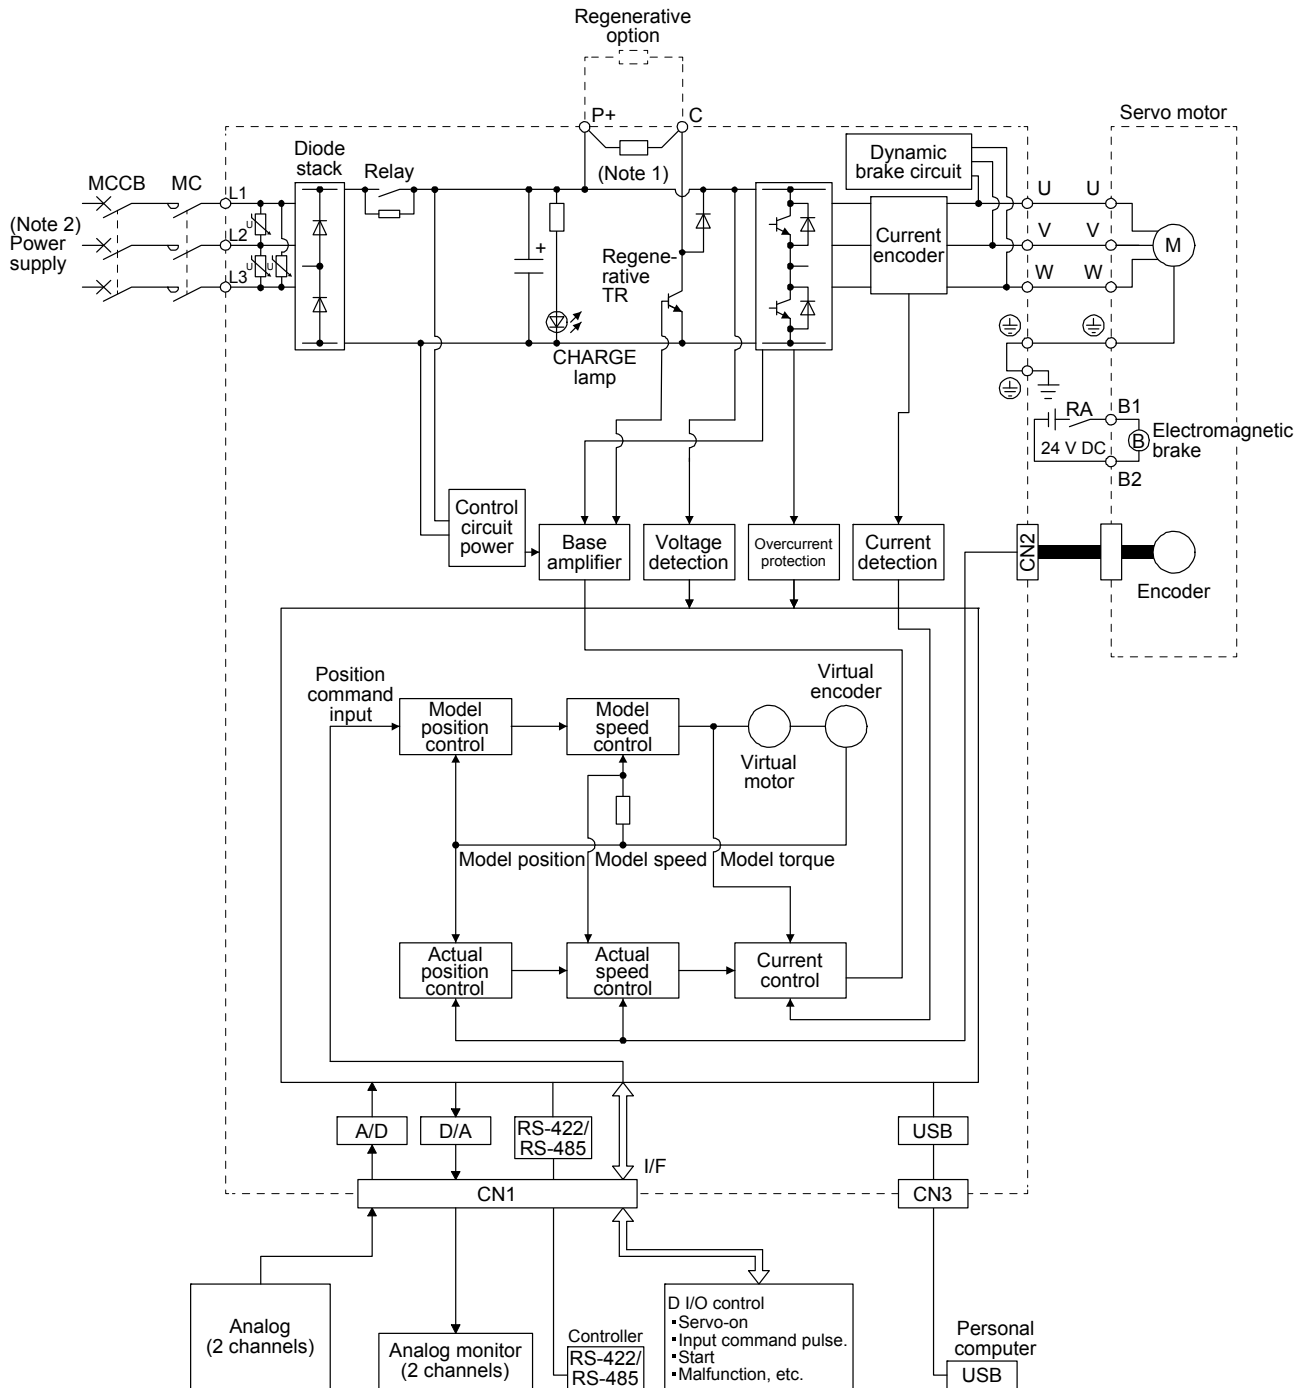 Regenerative
option
P+
C
Servo motor
Diode
stack
Relay
(Note 1)
Dynamic
brake circuit
MCCB
MC
L1
U
U
(Note 2)
Power
supply
L2
U
Current
encoder
V
V
M
+
Regene-
rative
TR
L3
U
U
W
W
CHARGE
lamp
RA
B1
24 V DC
B
Electromagnetic
brake
B2
Control
circuit
power
Base
amplifier
Voltage
detection
Overcurrent
protection
Current
detection
CN2
Encoder
Position
command
input
Virtual
encoder
Model
position
control
Model
speed
control
Virtual
motor
Model position
Model speed
Model torque
Actual
position
control
Actual
speed
control
Current
control
A/D
D/A
RS-422/
RS-485
USB
I/F
CN1
CN3
Analog
(2 channels)
Analog monitor
(2 channels)
Controller
RS-422/
RS-485
D I/O control
▪Servo-on
▪Input command pulse.
▪Start
▪Malfunction, etc.
Personal
computer
USB